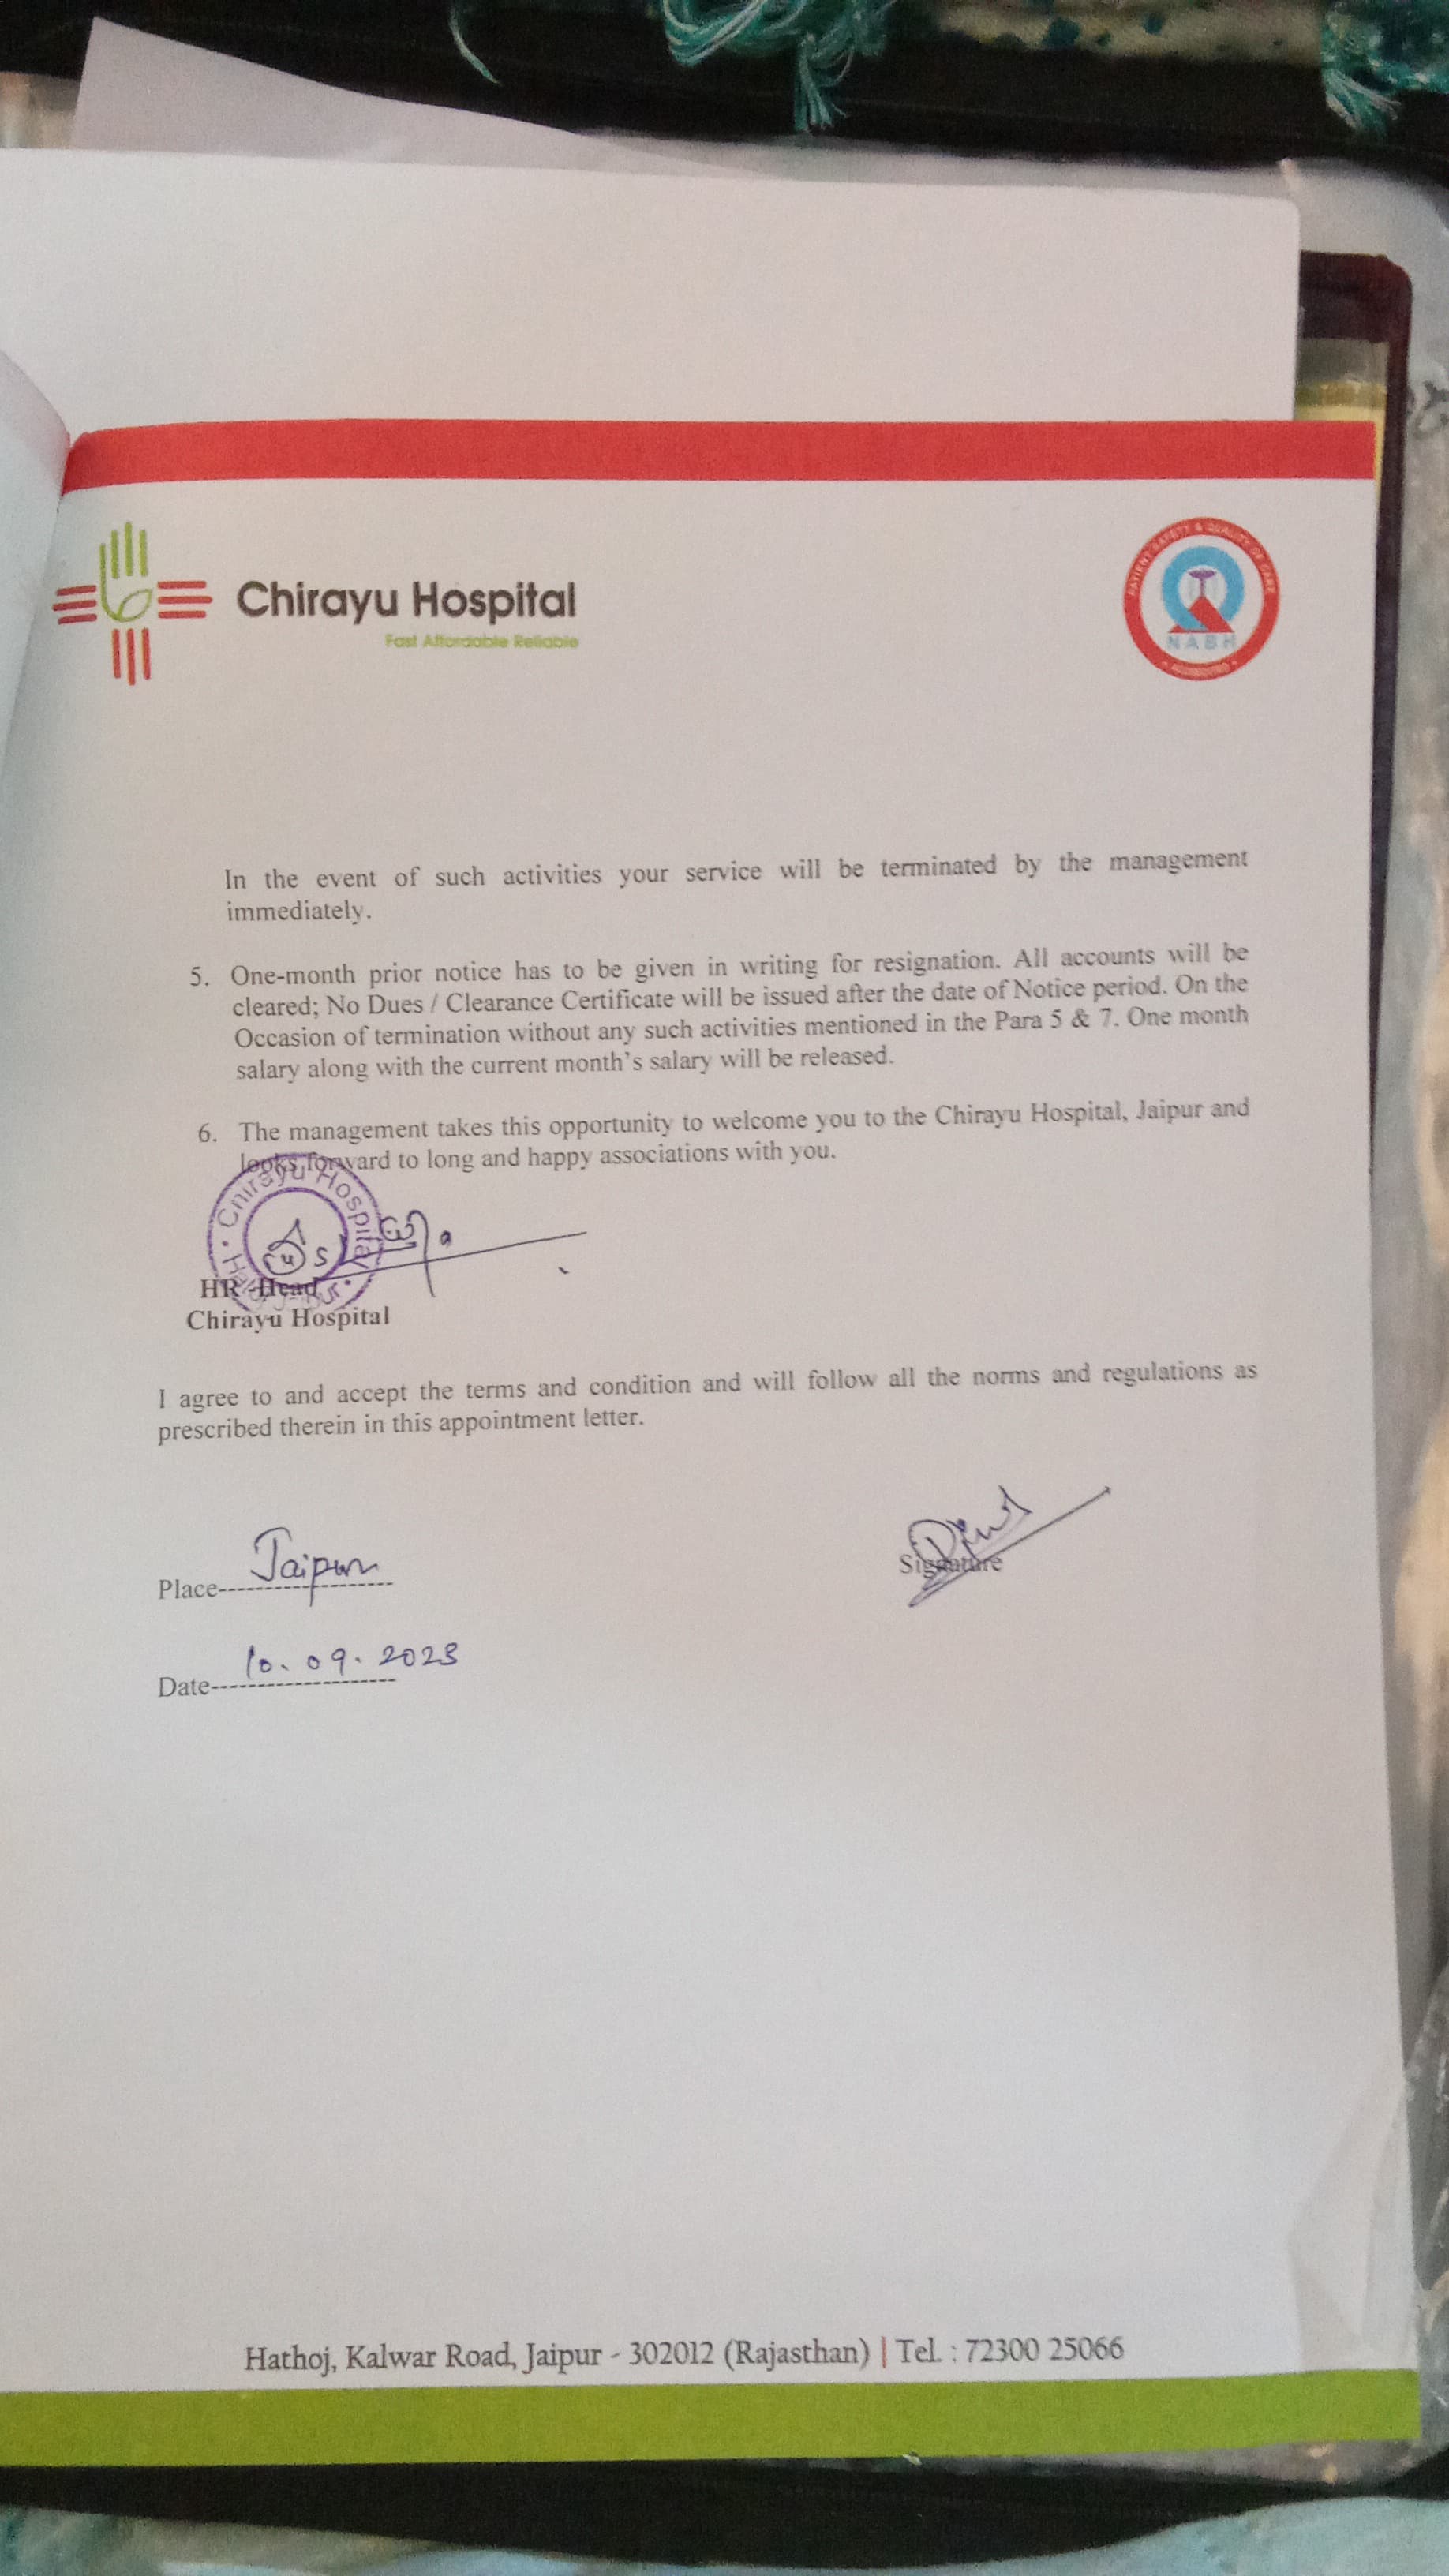 Chirayu Hospital
Fast Affordable Reliable
PATIENT SAFETY & QUALITY OF CARE
NABH
ACCREDITED
In the event of such activities your service will be terminated by the management
immediately.
5. One-month prior notice has to be given in writing for resignation. All accounts will be
cleared; No Dues / Clearance Certificate will be issued after the date of Notice period. On the
Occasion of termination without any such activities mentioned in the Para 5 & 7. One month
salary along with the current month's salary will be released.
6. The management takes this opportunity to welcome you to the Chirayu Hospital, Jaipur and
looks forward to long and happy associations with you.
Chirayu Hospital
HR -Head
Chirayu Hospital
I agree to and accept the terms and condition and will follow all the norms and regulations as
prescribed therein in this appointment letter.
Place- Jaipur
Signature
Date- 10.09.2023
Hathoj, Kalwar Road, Jaipur - 302012 (Rajasthan) | Tel. : 72300 25066